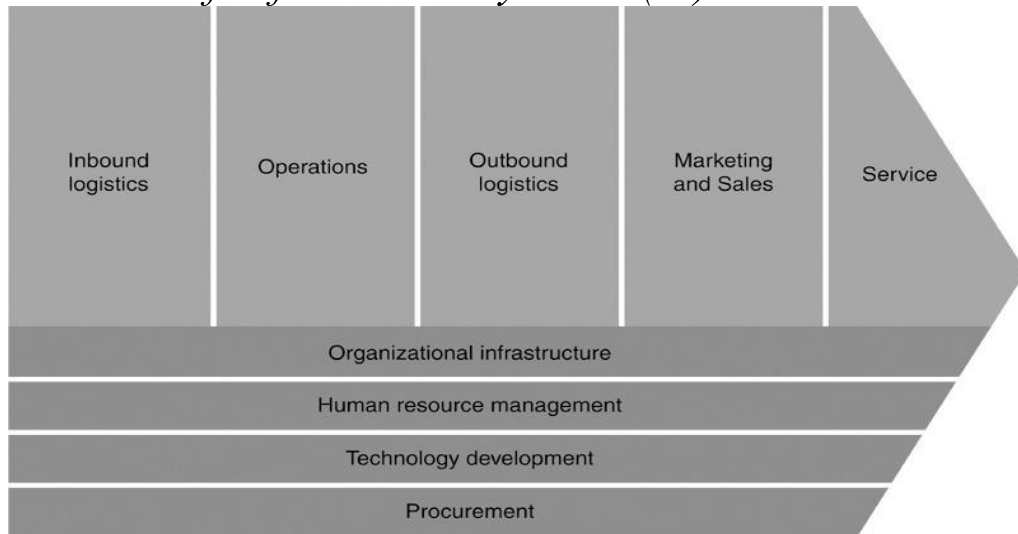 Inbound
logistics
Operations
Outbound
logistics
Marketing
and Sales
Service
Organizational infrastructure
Human resource management
Technology development
Procurement